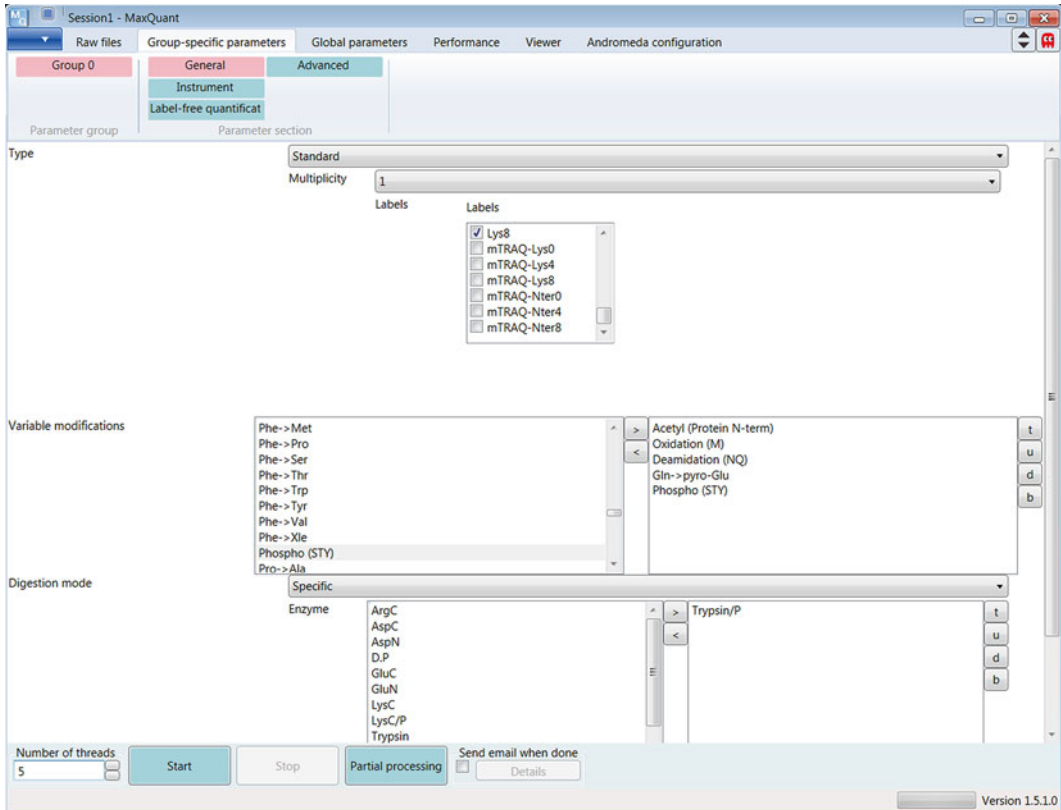 Session1 - MaxQuant
Raw files Group-specific parameters Global parameters Performance Viewer Andromeda configuration
Group 0 General Advanced
Instrument
Label-free quantificat
Parameter group Parameter section
Type Standard
Multiplicity 1
Labels Labels
Lys8
mTRAQ-Lys0
mTRAQ-Lys4
mTRAQ-Lys8
mTRAQ-Nter0
mTRAQ-Nter4
mTRAQ-Nter8
Variable modifications Phe->Met > Acetyl (Protein N-term) t
Phe->Pro < Oxidation (M) u
Phe->Ser Deamidation (NQ) d
Phe->Thr Gln->pyro-Glu b
Phe->Trp Phospho (STY)
Phe->Tyr
Phe->Val
Phe->Xle
Phospho (STY)
Pro->Ala
Digestion mode Specific
Enzyme ArgC > Trypsin/P t
AspC < u
AspN d
D.P b
GluC
GluN
LysC
LysC/P
Trypsin
Number of threads Send email when done
5 Start Stop Partial processing Details
Version 1.5.1.0